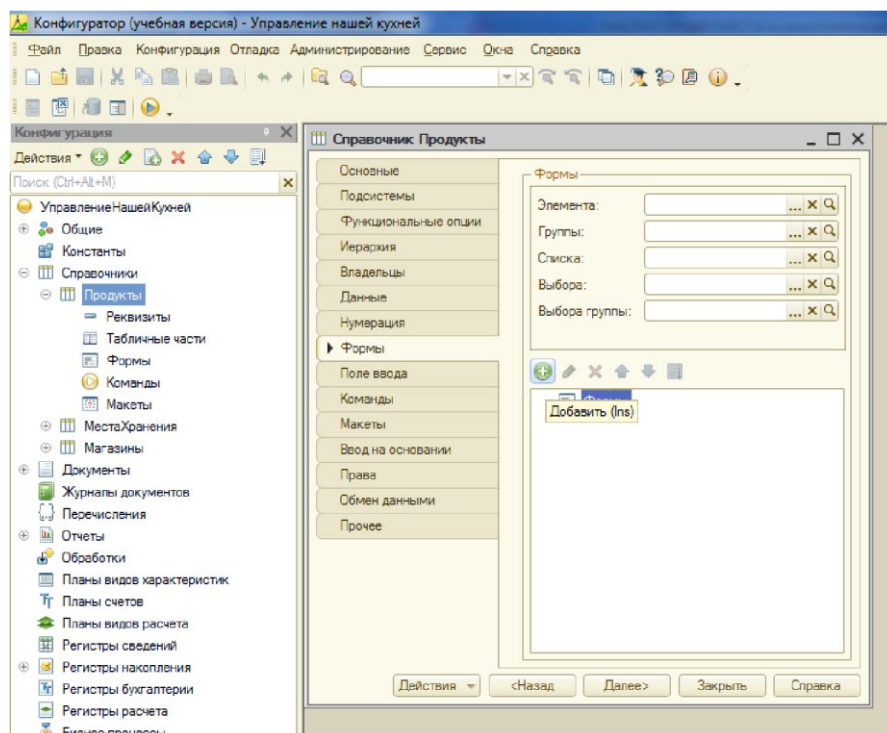 Конфигуратор (учебная версия) - Управление нашей кухней
Файл Правка Конфигурация Отладка Администрирование Сервис Окна Справка
Конфигурация
Действия
Поиск (Ctrl+Alt+M)
УправлениеНашейКухней
Общие
Константы
Справочники
Продукты
Реквизиты
Табличные части
Формы
Команды
Макеты
МестаХранения
Магазины
Документы
Журналы документов
Перечисления
Отчеты
Обработки
Планы видов характеристик
Планы счетов
Планы видов расчета
Регистры сведений
Регистры накопления
Регистры бухгалтерии
Регистры расчета
Бизнес-процессы
Справочник Продукты
Основные
Подсистемы
Функциональные опции
Иерархия
Владельцы
Данные
Нумерация
Формы
Поле ввода
Команды
Макеты
Ввод на основании
Права
Обмен данными
Прочее
Формы
Элемента:
Группы:
Списка:
Выбора:
Выбора группы:
Формы
Добавить (Ins)
Действия
<Назад
Далее>
Закрыть
Справка